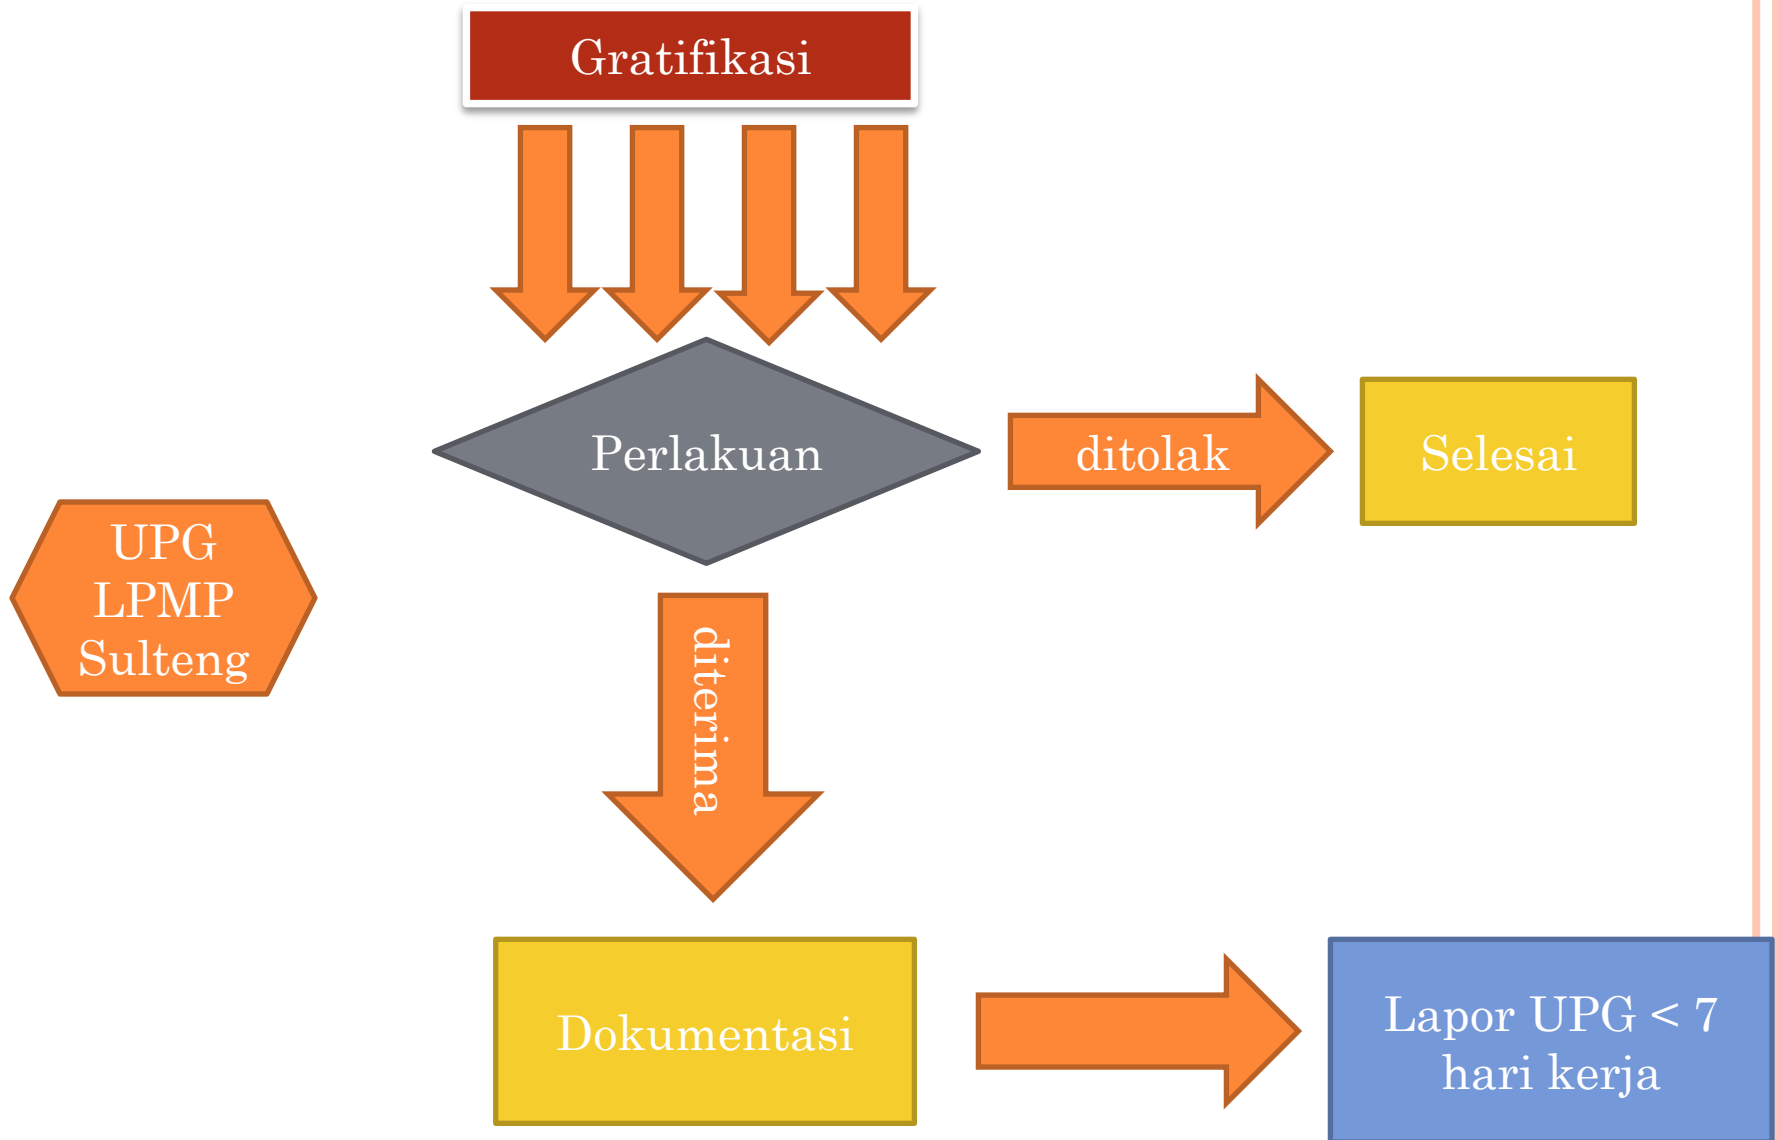 Gratifikasi
Perlakuan
ditolak
Selesai
UPG
LPMP
Sulteng
diterima
Dokumentasi
Lapor UPG < 7
hari kerja